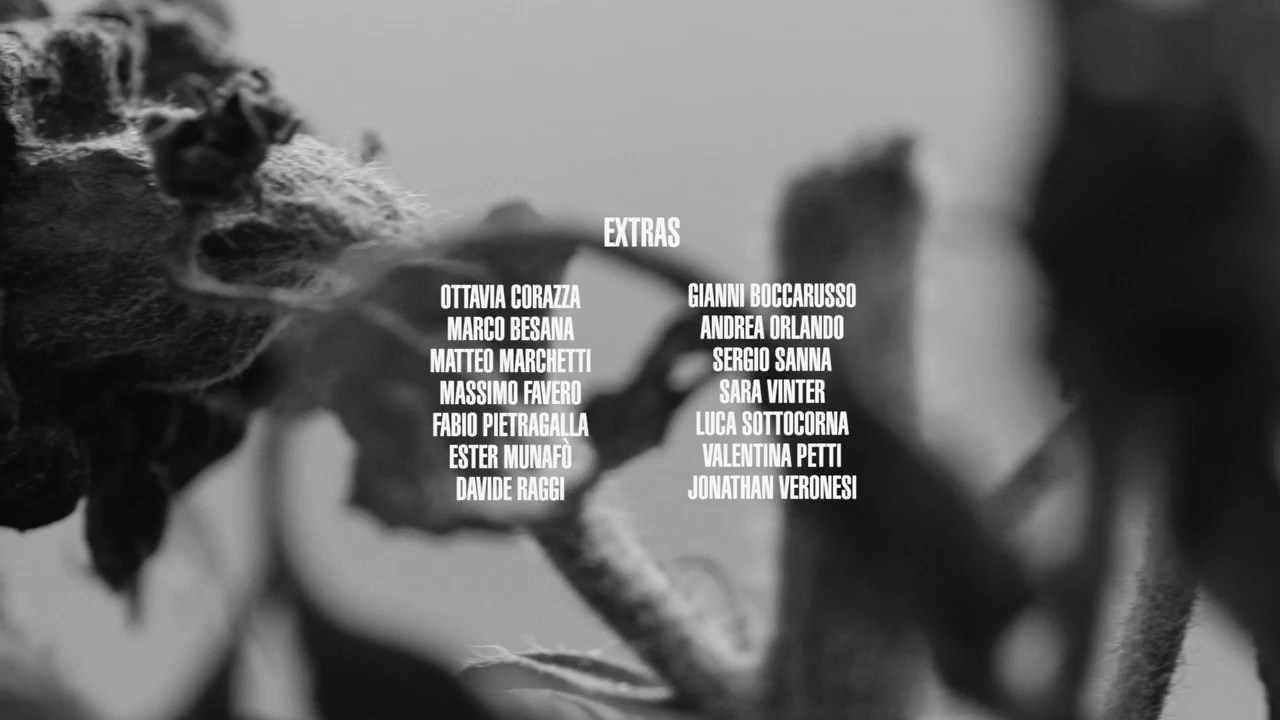 EXTRAS
OTTAVIA CORAZZA
MARCO BESANA
MATTEO MARCHETTI
MASSIMO FAVERO
FABIO PIETRAGALLA
ESTER MUNAFÒ
DAVIDE RAGGI
GIANNI BOCCARUSSO
ANDREA ORLANDO
SERGIO SANNA
SARA VINTER
LUCA SOTTOCORNA
VALENTINA PETTI
JONATHAN VERONESI